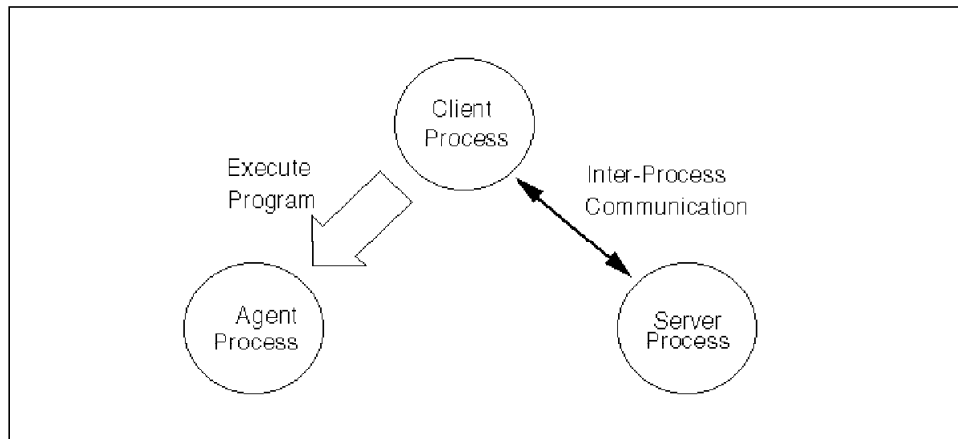 Client
Process
Execute
Program
Inter-Process
Communication
Agent
Process
Server
Process